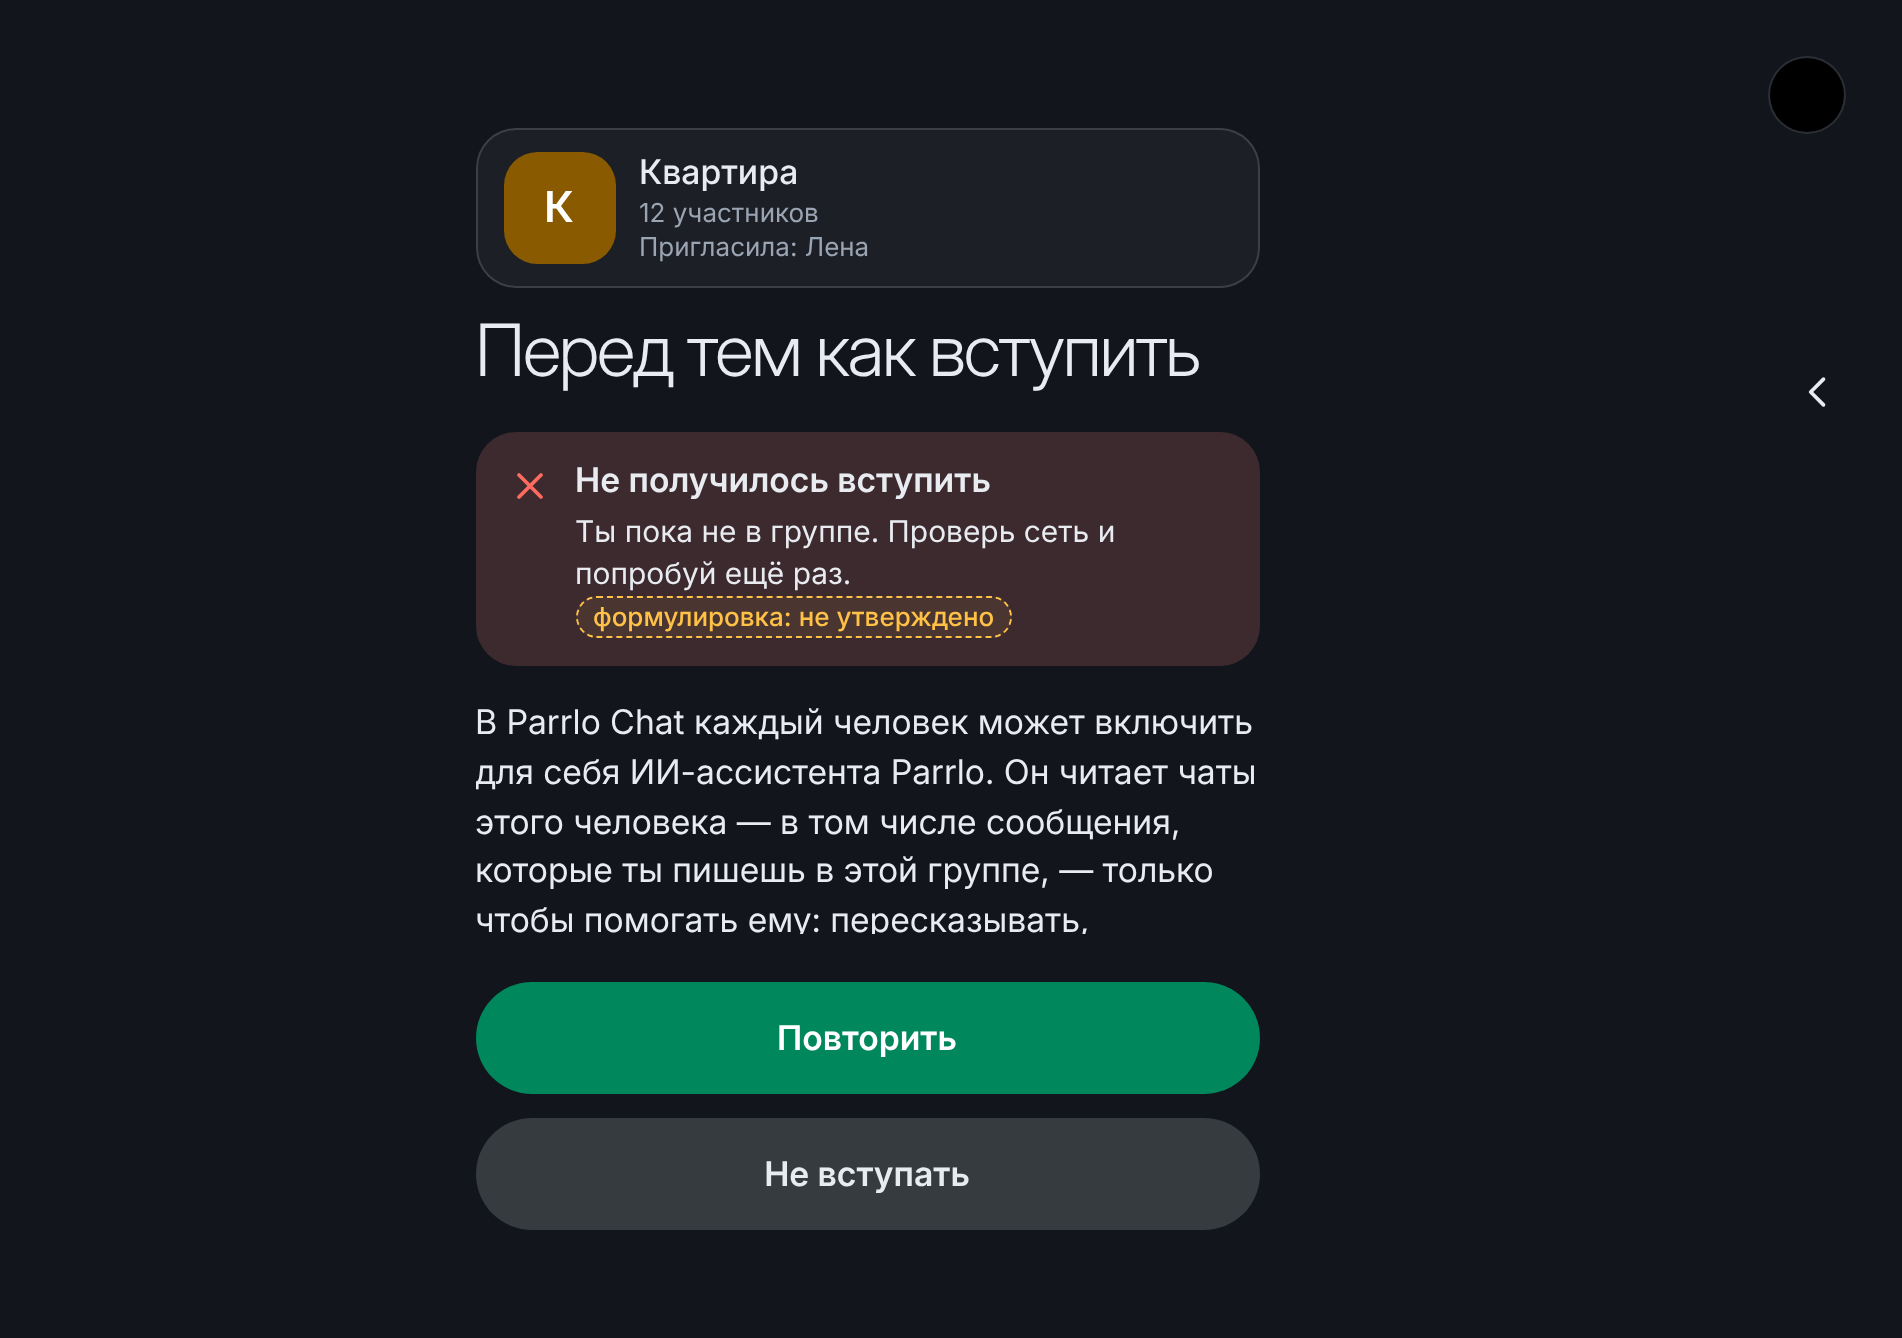 К
Квартира
12 участников
Пригласила: Лена
Перед тем как вступить
Не получилось вступить
Ты пока не в группе. Проверь сеть и
попробуй ещё раз.
формулировка: не утверждено
В Parrlo Chat каждый человек может включить
для себя ИИ-ассистента Parrlo. Он читает чаты
этого человека — в том числе сообщения,
которые ты пишешь в этой группе, — только
чтобы помогать ему: пересказывать,
Повторить
Не вступать